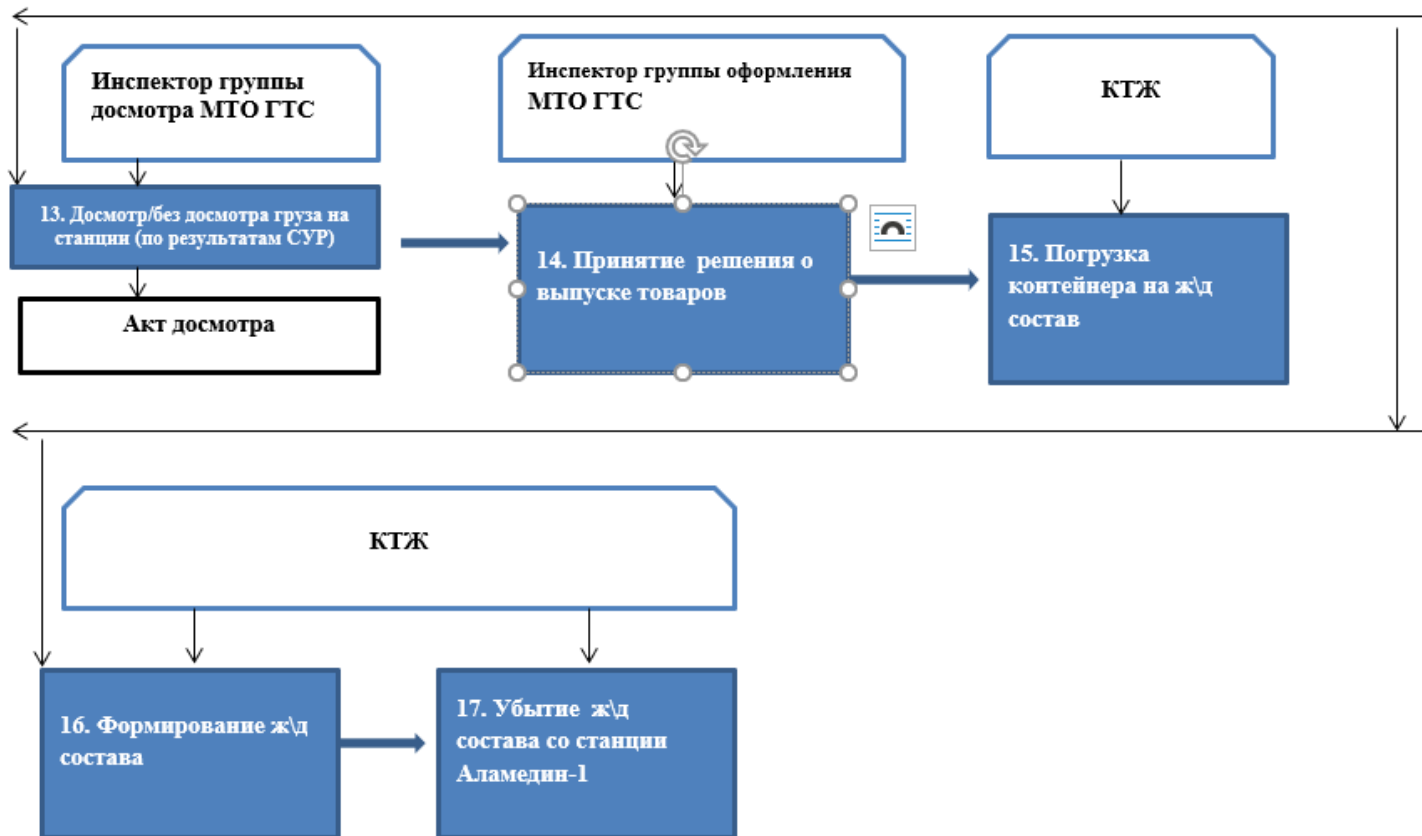 Инспектор группы
досмотра МТО ГТС
Инспектор группы оформления
МТО ГТС
КТЖ
13. Досмотр/без досмотра груза на
станции (по результатам СУР)
14. Принятие решения о
выпуске товаров
15. Погрузка
контейнера на ж\д
состав
Акт досмотра
КТЖ
16. Формирование ж\д
состава
17. Убытие ж\д
состава со станции
Аламедин-1